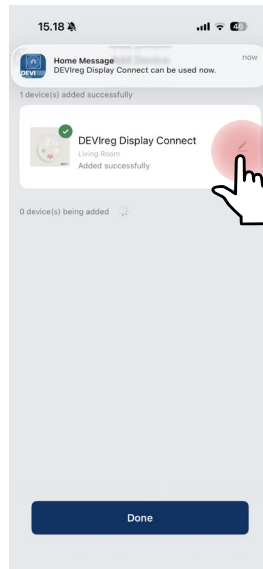 15.18
46
Home Message
now
DEVIreg Display Connect can be used now.
DEVI
1 device(s) added successfully
DEVIreg Display Connect
Living Room
Added successfully
0 device(s) being added
Done